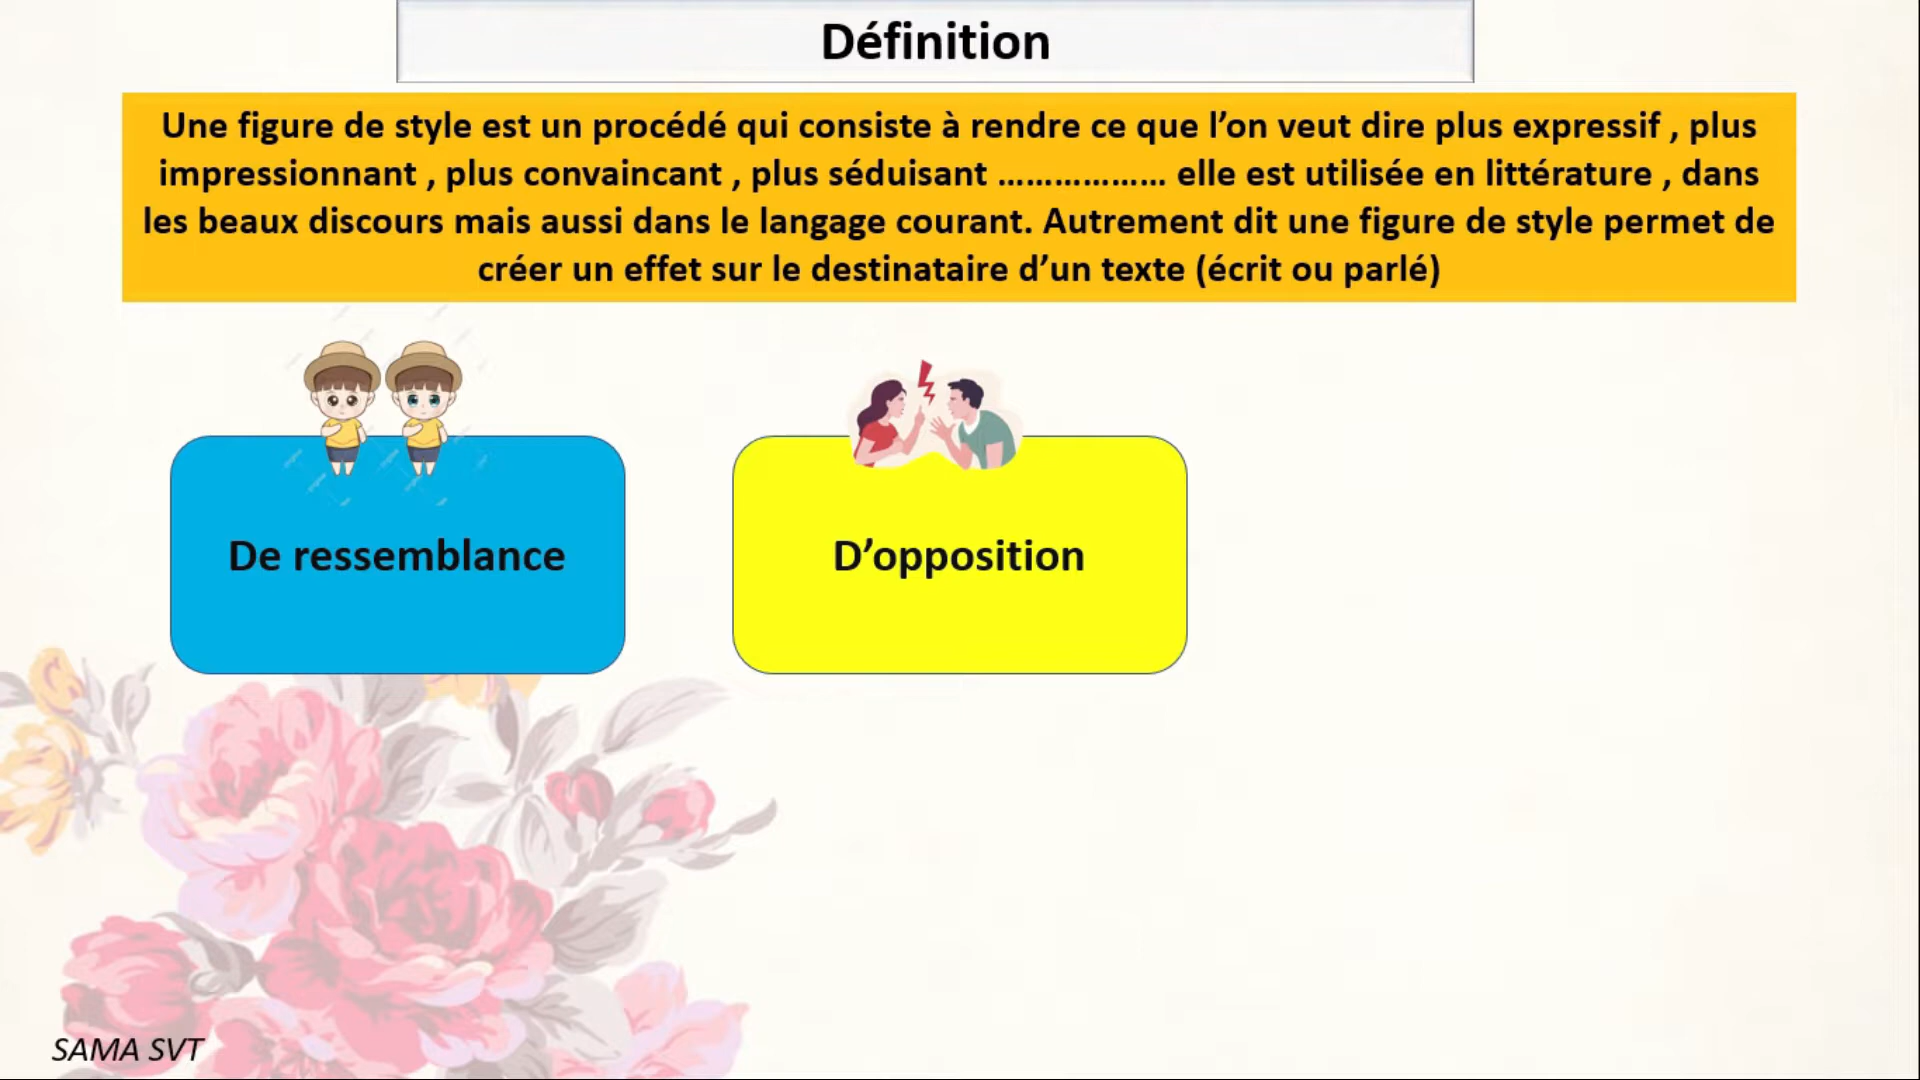 Définition
Une figure de style est un procédé qui consiste à rendre ce que l’on veut dire plus expressif , plus
impressionnant , plus convaincant , plus séduisant ……………… elle est utilisée en littérature , dans
les beaux discours mais aussi dans le langage courant. Autrement dit une figure de style permet de
créer un effet sur le destinataire d’un texte (écrit ou parlé)
De ressemblance
D’opposition
SAMA SVT